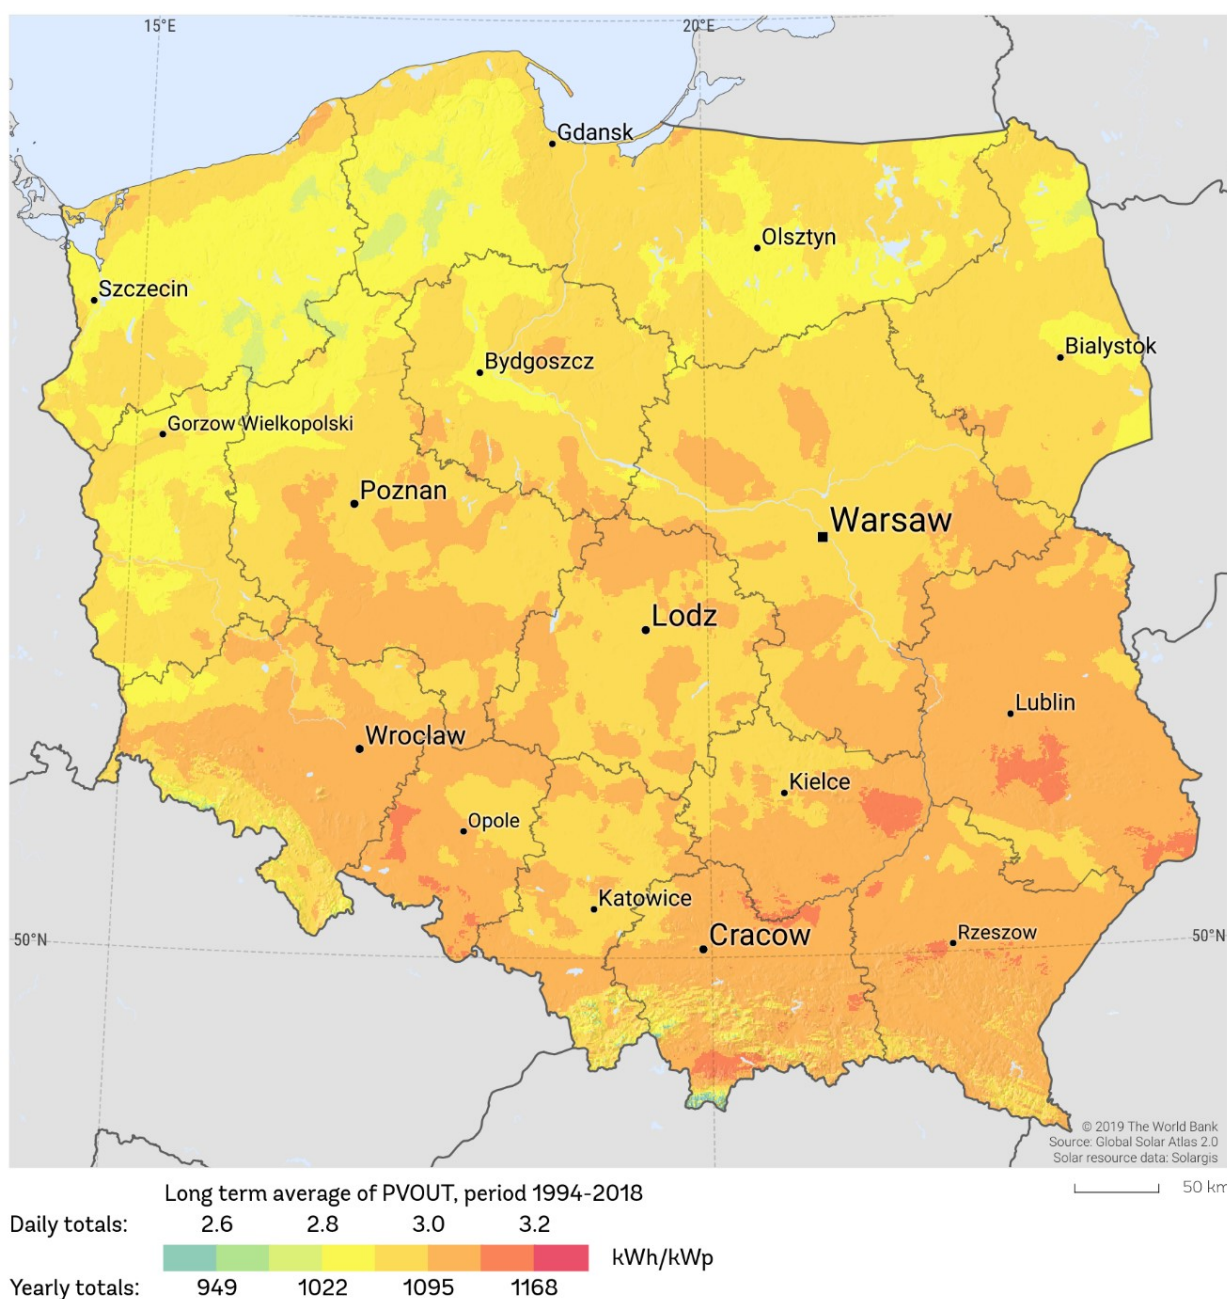 15°E
20°E
Gdansk
Olsztyn
Szczecin
Bialystok
Bydgoszcz
Gorzow Wielkopolski
Poznan
Warsaw
Lodz
Lublin
Wroclaw
Kielce
Opole
Katowice
50°N
Cracow
Rzeszow
50°N
© 2019 The World Bank
Source: Global Solar Atlas 2.0
Solar resource data: Solargis
50 km
Long term average of PVOUT, period 1994-2018
Daily totals: 2.6 2.8 3.0 3.2
kWh/kWp
Yearly totals: 949 1022 1095 1168